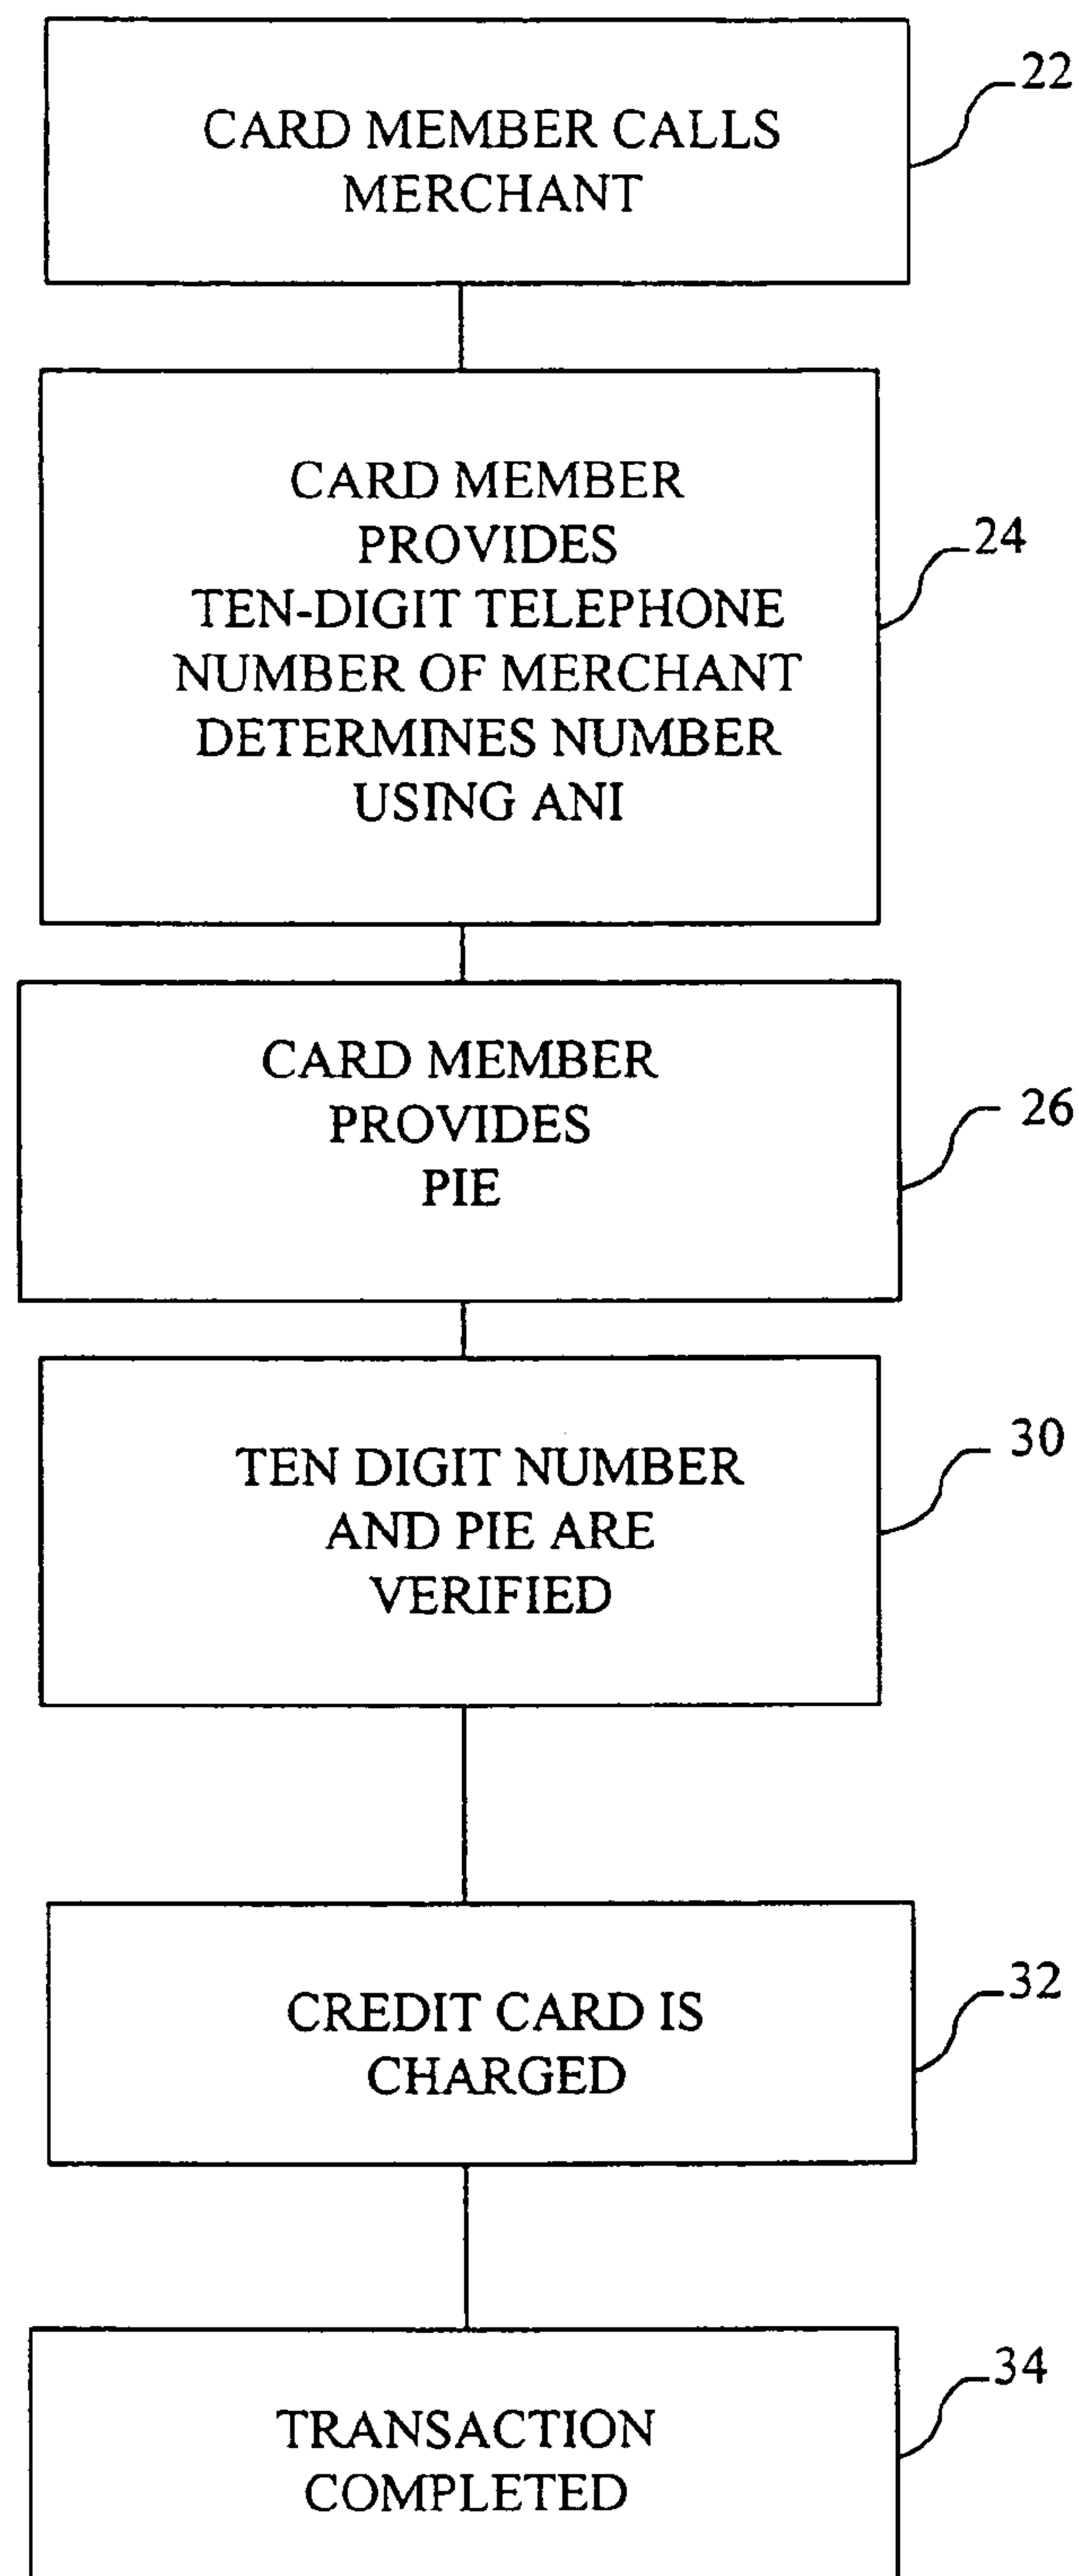 CARD MEMBER CALLS
MERCHANT
22
CARD MEMBER
PROVIDES
TEN-DIGIT TELEPHONE
NUMBER OF MERCHANT
DETERMINES NUMBER
USING ANI
24
CARD MEMBER
PROVIDES
PIE
26
TEN DIGIT NUMBER
AND PIE ARE
VERIFIED
30
CREDIT CARD IS
CHARGED
32
TRANSACTION
COMPLETED
34